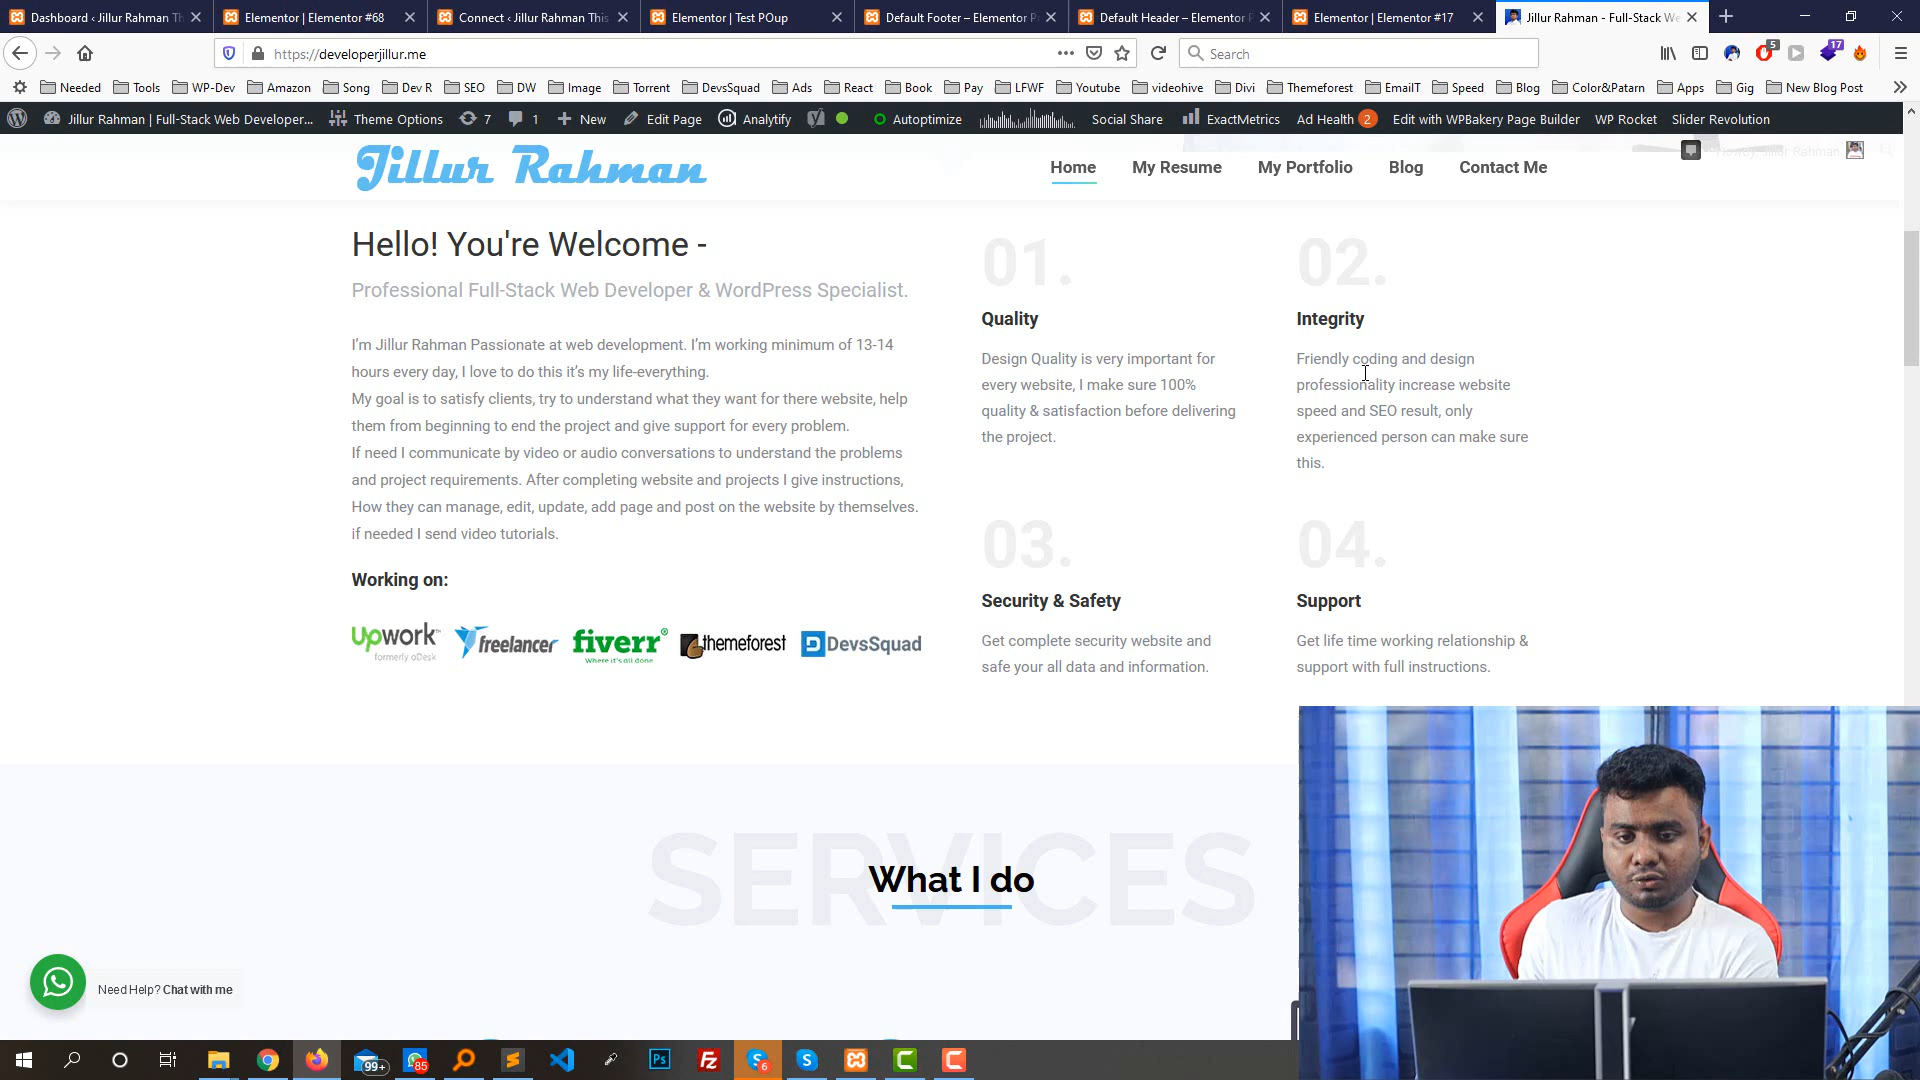 Dashboard ‹ Jillur Rahman Th
Elementor | Elementor #68
Connect ‹ Jillur Rahman This
Elementor | Test POup
Default Footer – Elementor P
Default Header – Elementor P
Elementor | Elementor #17
Jillur Rahman - Full-Stack We
https://developerjillur.me
Search
5
17
Needed
Tools
WP-Dev
Amazon
Song
Dev R
SEO
DW
Image
Torrent
DevsSquad
Ads
React
Book
Pay
LFWF
Youtube
videohive
Divi
Themeforest
EmailT
Speed
Blog
Color&Patarn
Apps
Gig
New Blog Post
Jillur Rahman | Full-Stack Web Developer...
Theme Options
7
1
New
Edit Page
Analytify
Autoptimize
Social Share
ExactMetrics
Ad Health 2
Edit with WPBakery Page Builder
WP Rocket
Slider Revolution
Jillur Rahman
Home
My Resume
My Portfolio
Blog
Contact Me
Hello! You're Welcome -
Professional Full-Stack Web Developer & WordPress Specialist.
I'm Jillur Rahman Passionate at web development. I'm working minimum of 13-14
hours every day, I love to do this it's my life-everything.
My goal is to satisfy clients, try to understand what they want for there website, help
them from beginning to end the project and give support for every problem.
If need I communicate by video or audio conversations to understand the problems
and project requirements. After completing website and projects I give instructions,
How they can manage, edit, update, add page and post on the website by themselves.
if needed I send video tutorials.
Working on:
Upwork
formerly oDesk
freelancer
fiverr®
Where it's all done
themeforest
DevsSquad
01.
Quality
Design Quality is very important for
every website, I make sure 100%
quality & satisfaction before delivering
the project.
02.
Integrity
Friendly coding and design
professionality increase website
speed and SEO result, only
experienced person can make sure
this.
03.
Security & Safety
Get complete security website and
safe your all data and information.
04.
Support
Get life time working relationship &
support with full instructions.
SERVICES
What I do
Need Help? Chat with me
99+
85
Ps
6